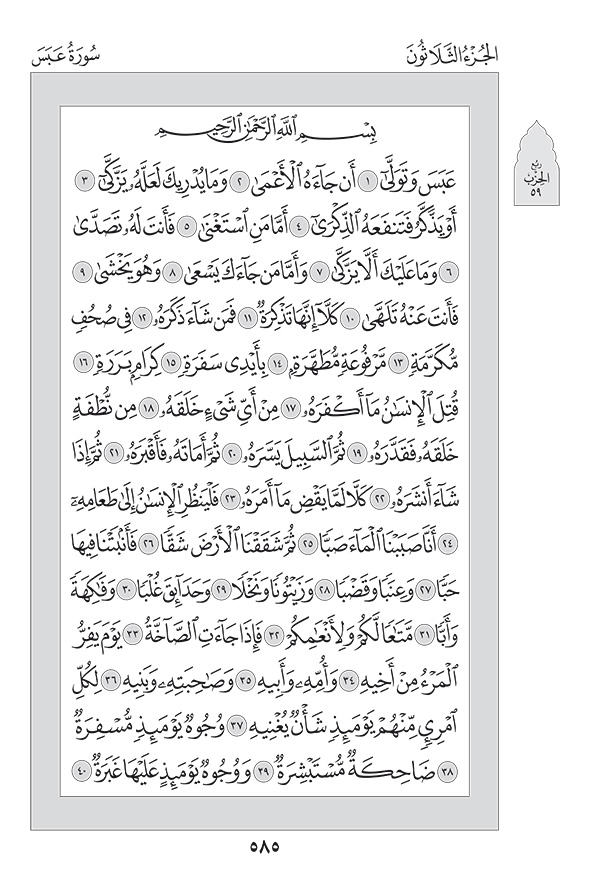 الجُزْءُ الثَّلَاثُونَ
سُورَةُ عَبَسَ
رُبْع
الحِزْب
٥٩
بِسْمِ اللَّهِ الرَّحْمَٰنِ الرَّحِيمِ
عَبَسَ وَتَوَلَّىٰٓ ١ أَن جَآءَهُ ٱلْأَعْمَىٰ ٢ وَمَا يُدْرِيكَ لَعَلَّهُۥ يَزَّكَّىٰٓ ٣
أَوْ يَذَّكَّرُ فَتَنفَعَهُ ٱلذِّكْرَىٰٓ ٤ أَمَّا مَنِ ٱسْتَغْنَىٰ ٥ فَأَنتَ لَهُۥ تَصَدَّىٰ
٦ وَمَا عَلَيْكَ أَلَّا يَزَّكَّىٰ ٧ وَأَمَّا مَن جَآءَكَ يَسْعَىٰ ٨ وَهُوَ يَخْشَىٰ ٩
فَأَنتَ عَنْهُ تَلَهَّىٰ ١٠ كَلَّآ إِنَّهَا تَذْكِرَةٌ ١١ فَمَن شَآءَ ذَكَرَهُۥ ١٢ فِى صُحُفٍ
مُّكَرَّمَةٍ ١٣ مَّرْفُوعَةٍ مُّطَهَّرَةٍۭ ١٤ بِأَيْدِى سَفَرَةٍ ١٥ كِرَامٍۭ بَرَرَةٍ ١٦
قُتِلَ ٱلْإِنسَٰنُ مَآ أَكْفَرَهُۥ ١٧ مِنْ أَىِّ شَىْءٍ خَلَقَهُۥ ١٨ مِن نُّطْفَةٍ
خَلَقَهُۥ فَقَدَّرَهُۥ ١٩ ثُمَّ ٱلسَّبِيلَ يَسَّرَهُۥ ٢٠ ثُمَّ أَمَاتَهُۥ فَأَقْبَرَهُۥ ٢١ ثُمَّ إِذَا
شَآءَ أَنشَرَهُۥ ٢٢ كَلَّا لَمَّا يَقْضِ مَآ أَمَرَهُۥ ٢٣ فَلْيَنظُرِ ٱلْإِنسَٰنُ إِلَىٰ طَعَامِهِۦٓ
٢٤ أَنَّا صَبَبْنَا ٱلْمَآءَ صَبًّا ٢٥ ثُمَّ شَقَقْنَا ٱلْأَرْضَ شَقًّا ٢٦ فَأَنۢبَتْنَا فِيهَا
حَبًّا ٢٧ وَعِنَبًا وَقَضْبًا ٢٨ وَزَيْتُونًا وَنَخْلًا ٢٩ وَحَدَآئِقَ غُلْبًا ٣٠ وَفَٰكِهَةً
وَأَبًّا ٣١ مَّتَٰعًا لَّكُمْ وَلِأَنْعَٰمِكُمْ ٣٢ فَإِذَا جَآءَتِ ٱلصَّآخَّةُ ٣٣ يَوْمَ يَفِرُّ
ٱلْمَرْءُ مِنْ أَخِيهِ ٣٤ وَأُمِّهِۦ وَأَبِيهِ ٣٥ وَصَٰحِبَتِهِۦ وَبَنِيهِ ٣٦ لِكُلِّ
ٱمْرِئٍ مِّنْهُمْ يَوْمَئِذٍ شَأْنٌ يُغْنِيهِ ٣٧ وُجُوهٌ يَوْمَئِذٍ مُّسْفِرَةٌ
٣٨ ضَاحِكَةٌ مُّسْتَبْشِرَةٌ ٣٩ وَوُجُوهٌ يَوْمَئِذٍ عَلَيْهَا غَبَرَةٌ ٤٠
٥٨٥